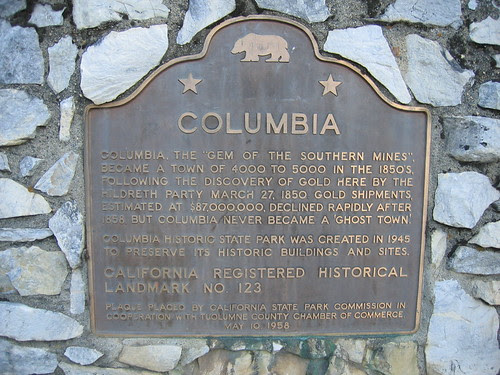 COLUMBIA
COLUMBIA, THE "GEM OF THE SOUTHERN MINES",
BECAME A TOWN OF 4000 TO 5000 IN THE 1850'S,
FOLLOWING THE DISCOVERY OF GOLD HERE BY THE
HILDRETH PARTY MARCH 27, 1850. GOLD SHIPMENTS,
ESTIMATED AT $87,000,000, DECLINED RAPIDLY AFTER
1858, BUT COLUMBIA NEVER BECAME A "GHOST TOWN".
COLUMBIA HISTORIC STATE PARK WAS CREATED IN 1945
TO PRESERVE ITS HISTORIC BUILDINGS AND SITES.
CALIFORNIA REGISTERED HISTORICAL
LANDMARK NO. 123
PLAQUE PLACED BY CALIFORNIA STATE PARK COMMISSION IN
COOPERATION WITH TUOLUMNE COUNTY CHAMBER OF COMMERCE
MAY 10, 1958